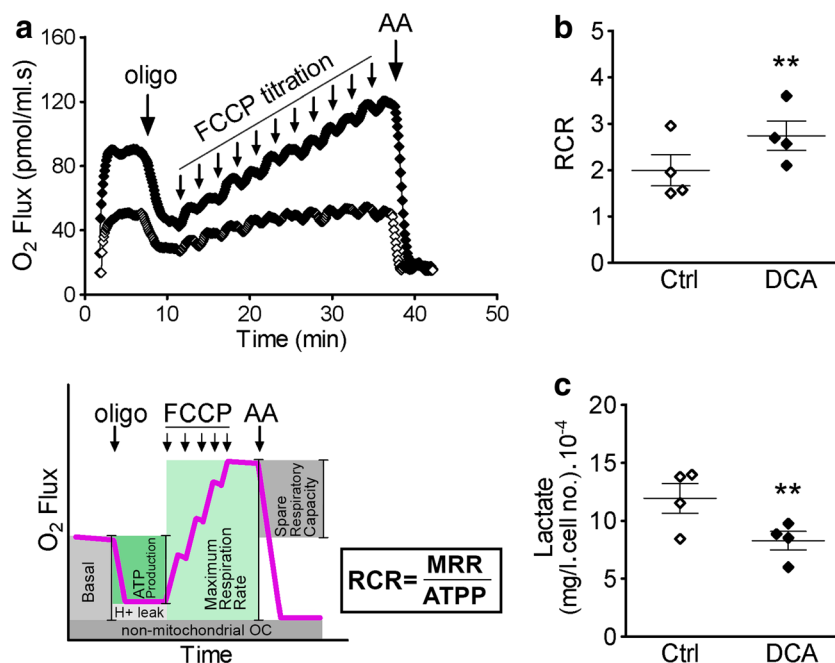 a
160
120
80
40
0
O2 Flux (pmol/ml.s)
oligo
FCCP titration
AA
0 10 20 30 40 50
Time (min)
b
5
4
3
2
1
0
RCR
**
Ctrl DCA
oligo FCCP AA
O2 Flux
Basal
ATP
Production
H+ leak
Maximum
Respiration
Rate
Spare
Respiratory
Capacity
non-mitochondrial OC
Time
RCR= MRR
ATPP
c
20
15
10
5
0
Lactate
(mg/l.cell no.).10-4
**
Ctrl DCA